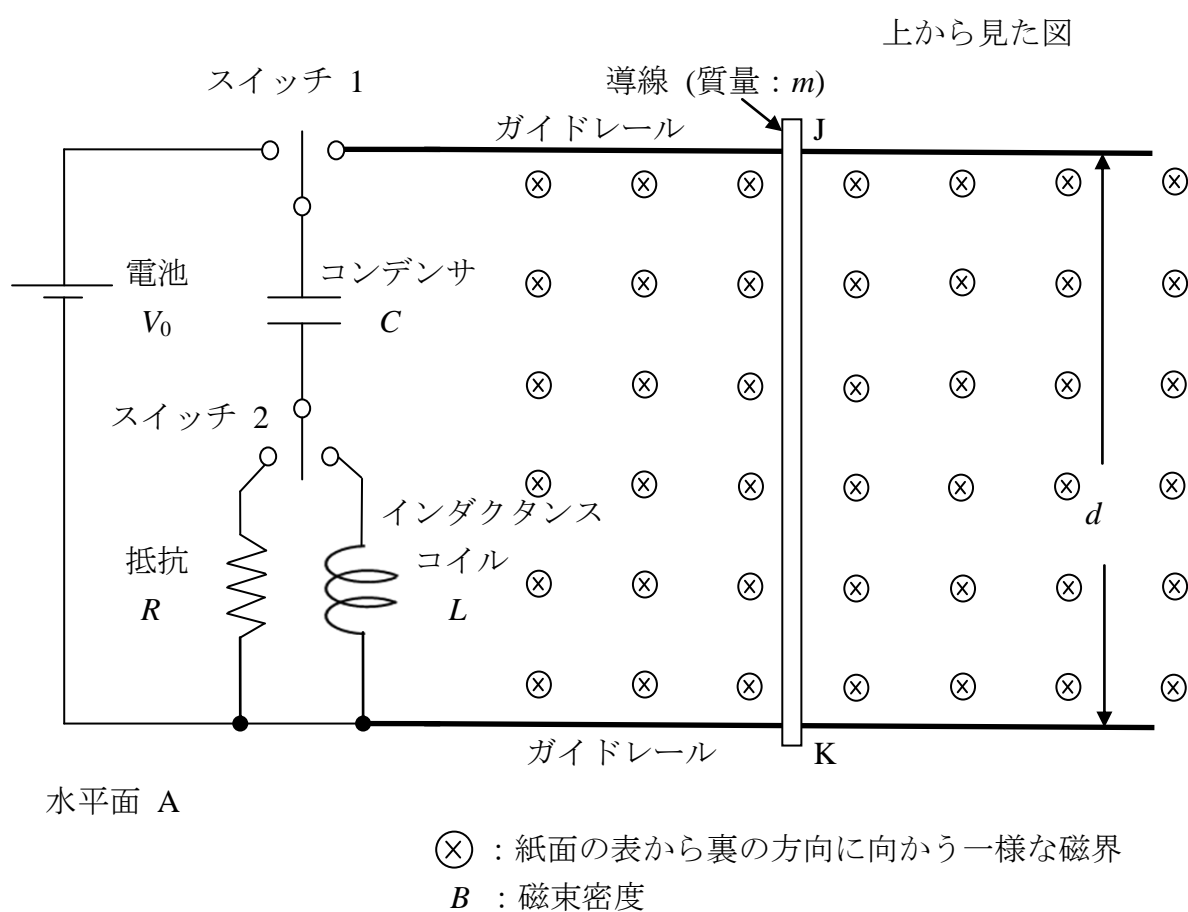 上から見た図
スイッチ 1
導線 (質量:m)
ガイドレール
J
電池
V0
コンデンサ
C
スイッチ 2
d
インダクタンス
コイル
L
抵抗
R
ガイドレール
K
水平面 A
:紙面の表から裏の方向に向かう一様な磁界
B :磁束密度